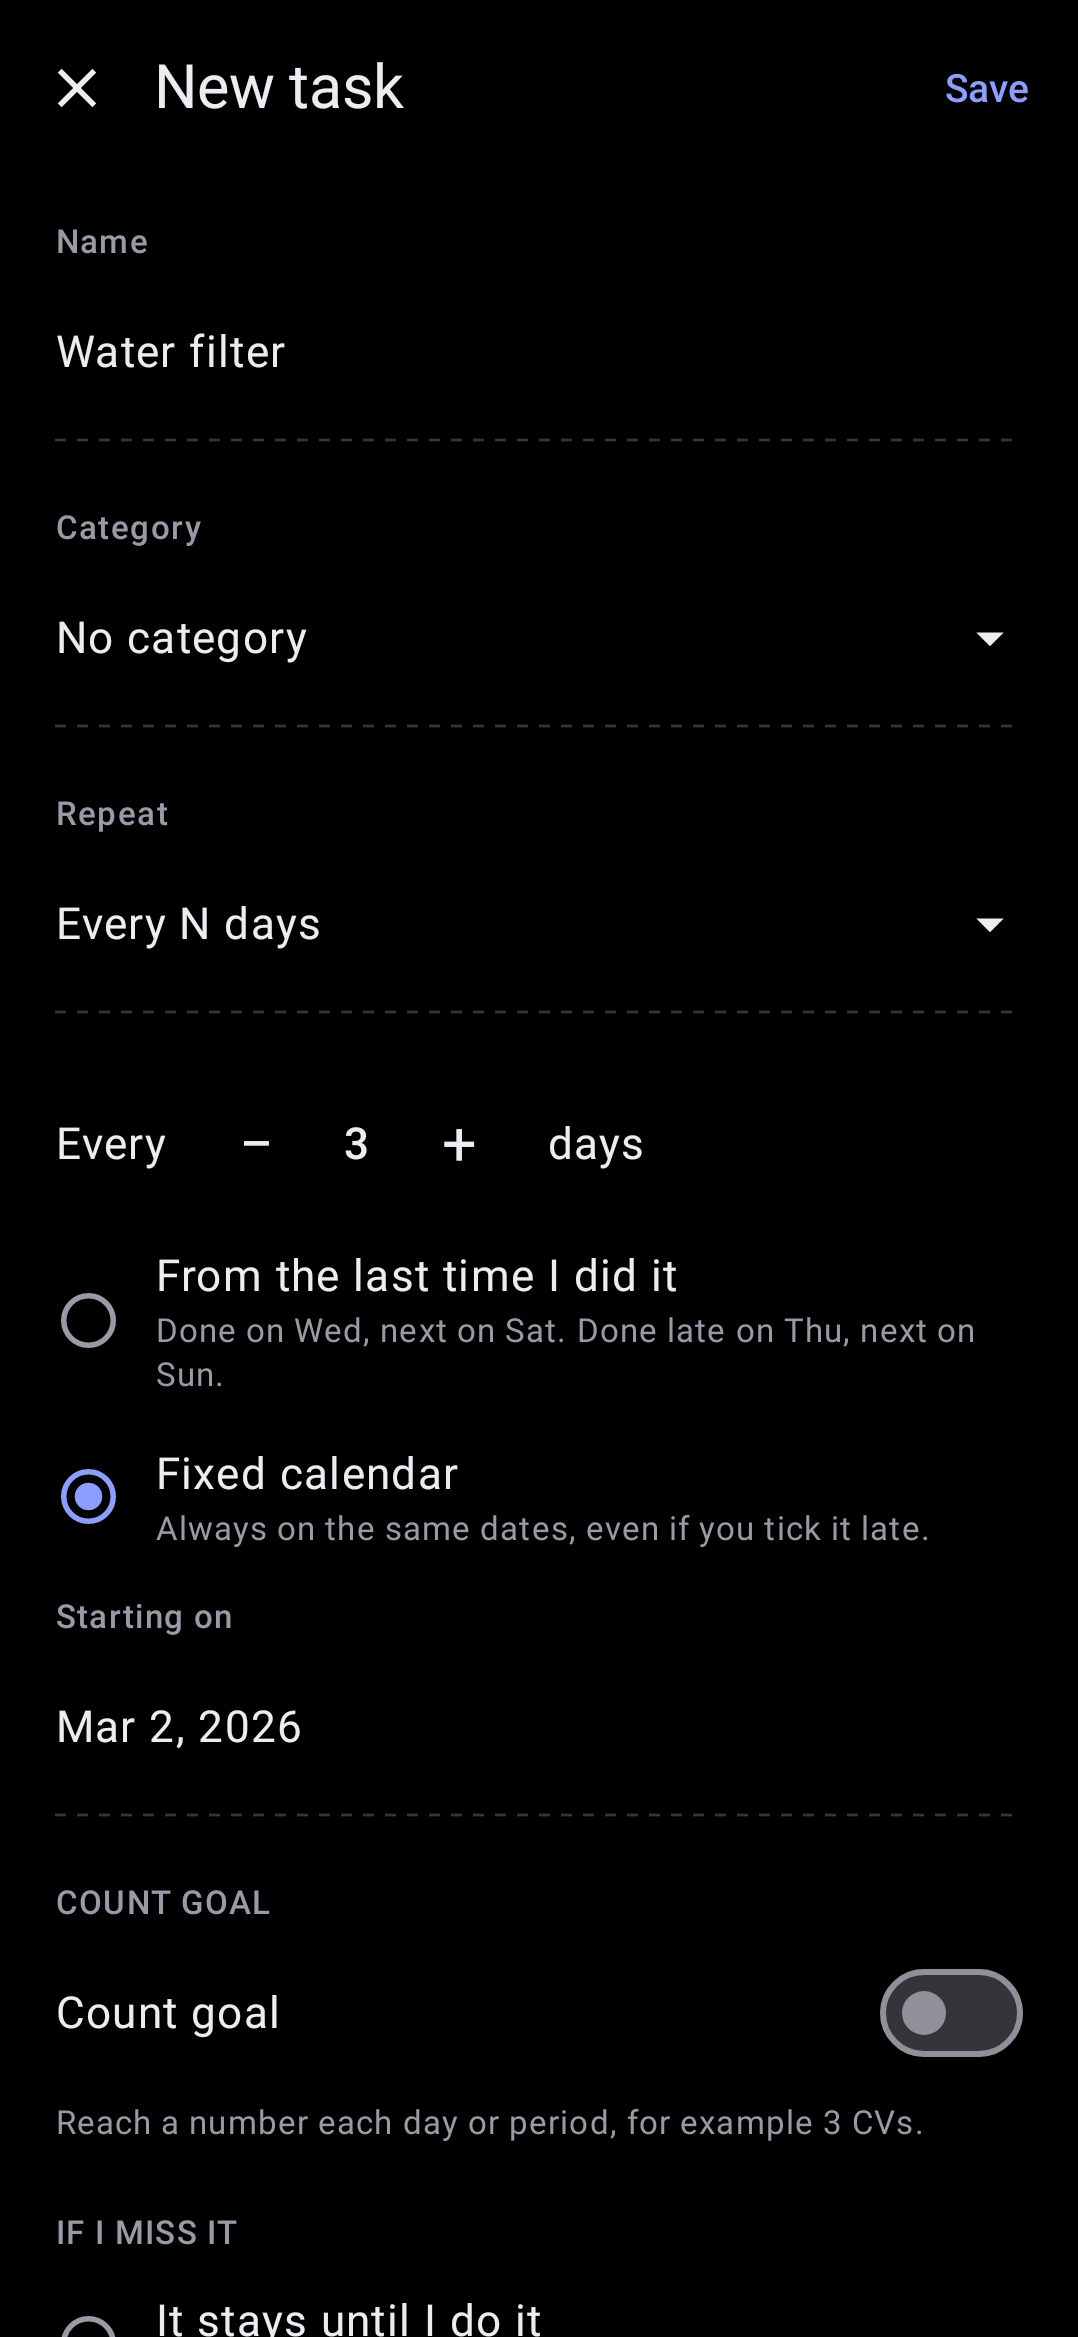 New task
Save
Name
Water filter
Category
No category
Repeat
Every N days
Every − 3 + days
From the last time I did it
Done on Wed, next on Sat. Done late on Thu, next on
Sun.
Fixed calendar
Always on the same dates, even if you tick it late.
Starting on
Mar 2, 2026
COUNT GOAL
Count goal
Reach a number each day or period, for example 3 CVs.
IF I MISS IT
It stays until I do it